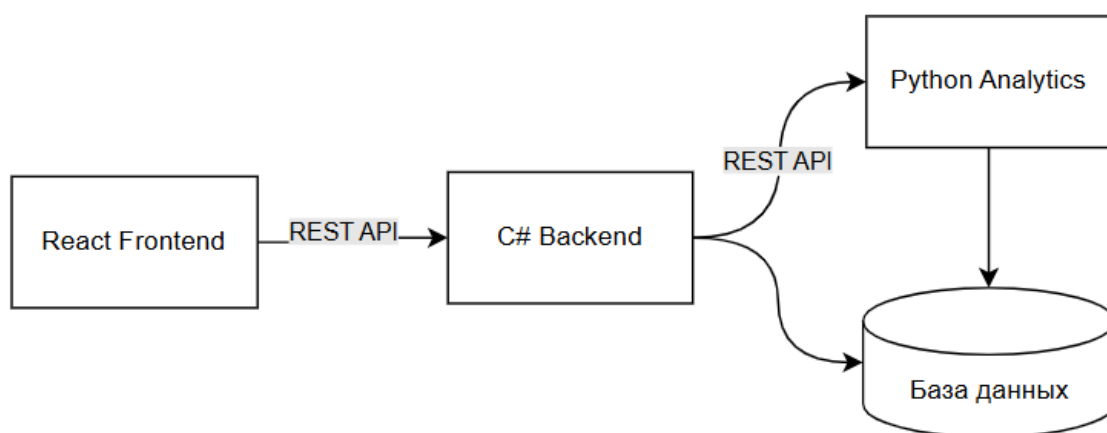 React Frontend
REST API
C# Backend
REST API
Python Analytics
База данных